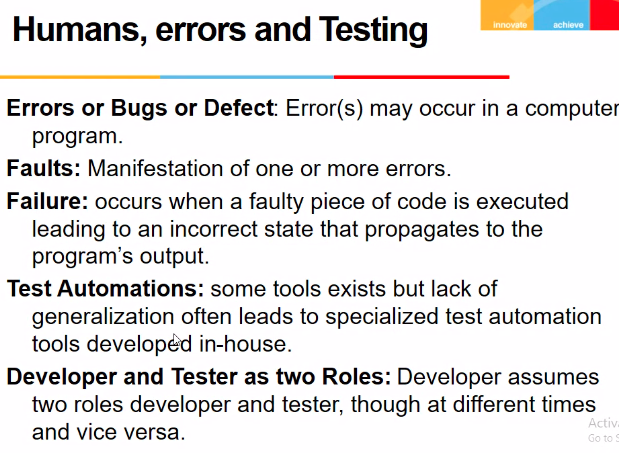 Humans, errors and Testing
innovate achieve
Errors or Bugs or Defect: Error(s) may occur in a computer
program.
Faults: Manifestation of one or more errors.
Failure: occurs when a faulty piece of code is executed
leading to an incorrect state that propagates to the
program's output.
Test Automations: some tools exists but lack of
generalization often leads to specialized test automation
tools developed in-house.
Developer and Tester as two Roles: Developer assumes
two roles developer and tester, though at different times
and vice versa.
Go to